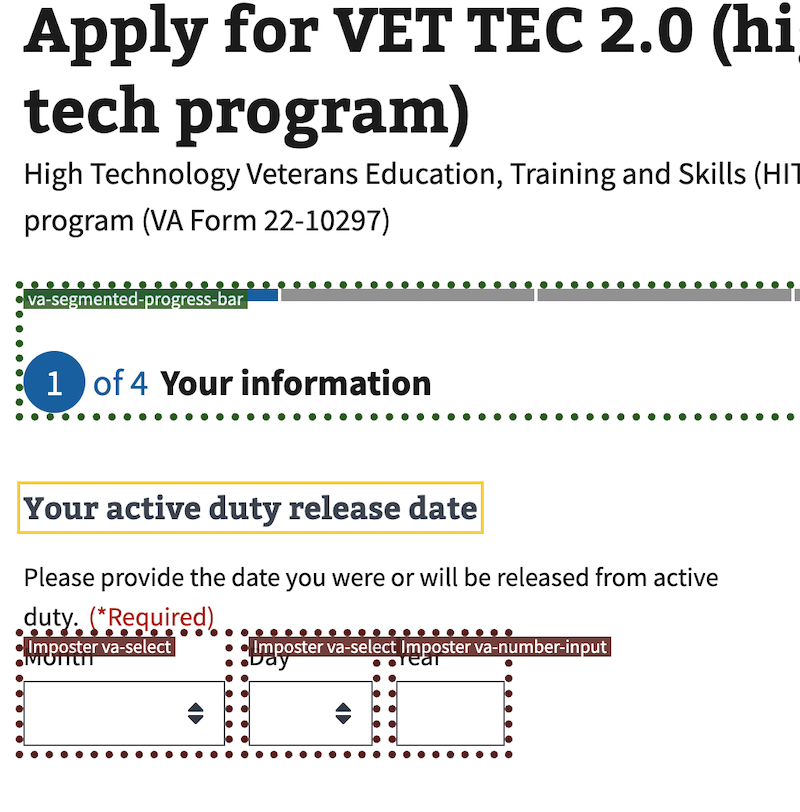 Apply for VET TEC 2.0 (hi
tech program)
High Technology Veterans Education, Training and Skills (HIT
program (VA Form 22-10297)
va-segmented-progress-bar
1 of 4 Your information
Your active duty release date
Please provide the date you were or will be released from active
duty. (*Required)
Imposter va-select Imposter va-select Imposter va-number-input
Month Day Year